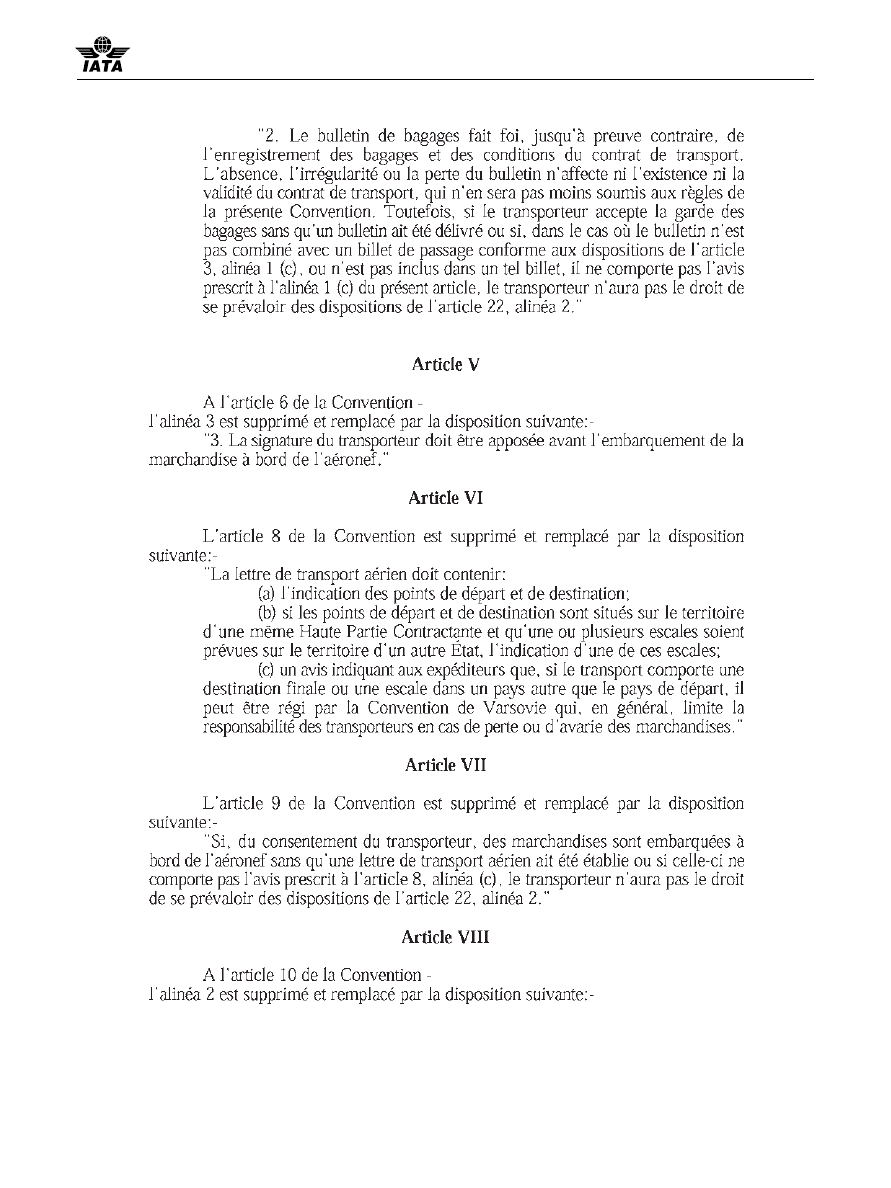 IATA
"2. Le bulletin de bagages fait foi, jusqu'à preuve contraire, de
l'enregistrement des bagages et des conditions du contrat de transport.
L'absence, l'irrégularité ou la perte du bulletin n'affecte ni l'existence ni la
validité du contrat de transport, qui n'en sera pas moins soumis aux règles de
la présente Convention. Toutefois, si le transporteur accepte la garde des
bagages sans qu'un bulletin ait été délivré ou si, dans le cas où le bulletin n'est
pas combiné avec un billet de passage conforme aux dispositions de l'article
3, alinéa 1 (c), ou n'est pas inclus dans un tel billet, il ne comporte pas l'avis
prescrit à l'alinéa 1 (c) du présent article, le transporteur n'aura pas le droit de
se prévaloir des dispositions de l'article 22, alinéa 2."
Article V
A l'article 6 de la Convention -
l'alinéa 3 est supprimé et remplacé par la disposition suivante:-
"3. La signature du transporteur doit être apposée avant l'embarquement de la
marchandise à bord de l'aéronef."
Article VI
L'article 8 de la Convention est supprimé et remplacé par la disposition
suivante:-
"La lettre de transport aérien doit contenir:
(a) l'indication des points de départ et de destination;
(b) si les points de départ et de destination sont situés sur le territoire
d'une même Haute Partie Contractante et qu'une ou plusieurs escales soient
prévues sur le territoire d'un autre État, l'indication d'une de ces escales;
(c) un avis indiquant aux expéditeurs que, si le transport comporte une
destination finale ou une escale dans un pays autre que le pays de départ, il
peut être régi par la Convention de Varsovie qui, en général, limite la
responsabilité des transporteurs en cas de perte ou d'avarie des marchandises."
Article VII
L'article 9 de la Convention est supprimé et remplacé par la disposition
suivante:-
"Si, du consentement du transporteur, des marchandises sont embarquées à
bord de l'aéronef sans qu'une lettre de transport aérien ait été établie ou si celle-ci ne
comporte pas l'avis prescrit à l'article 8, alinéa (c), le transporteur n'aura pas le droit
de se prévaloir des dispositions de l'article 22, alinéa 2."
Article VIII
A l'article 10 de la Convention -
l'alinéa 2 est supprimé et remplacé par la disposition suivante:-